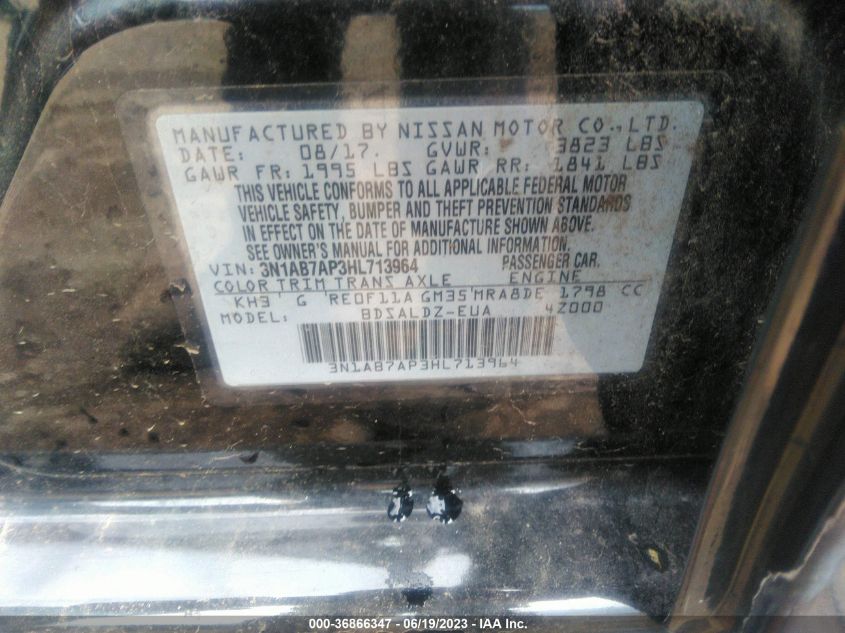 MANUFACTURED BY NISSAN MOTOR CO., LTD.
DATE: 08/17. GVWR: 3823 LBS
GAWR FR: 1995 LBS GAWR RR: 1841 LBS
THIS VEHICLE CONFORMS TO ALL APPLICABLE FEDERAL MOTOR
VEHICLE SAFETY, BUMPER AND THEFT PREVENTION STANDARDS
IN EFFECT ON THE DATE OF MANUFACTURE SHOWN ABOVE.
SEE OWNER'S MANUAL FOR ADDITIONAL INFORMATION.
VIN: 3N1AB7AP3HL713964 PASSENGER CAR.
COLOR TRIM TRANS AXLE ENGINE
KH3 G RE0F11A GM35 MRA8DE 1798 CC
MODEL: BDSALDZ-EUA 4Z000
3N1AB7AP3HL713964
000-36866347 - 06/19/2023 - IAA Inc.